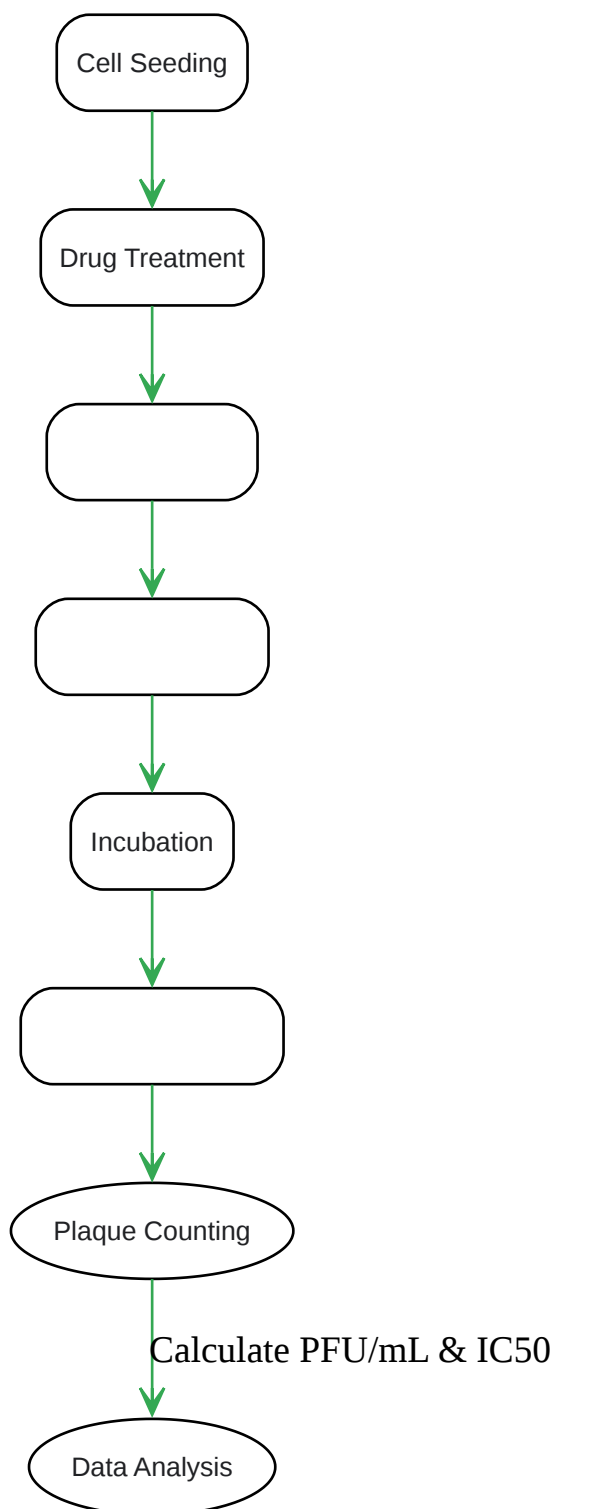 Cell Seeding
Drug Treatment
Incubation
Plaque Counting
Calculate PFU/mL & IC50
Data Analysis